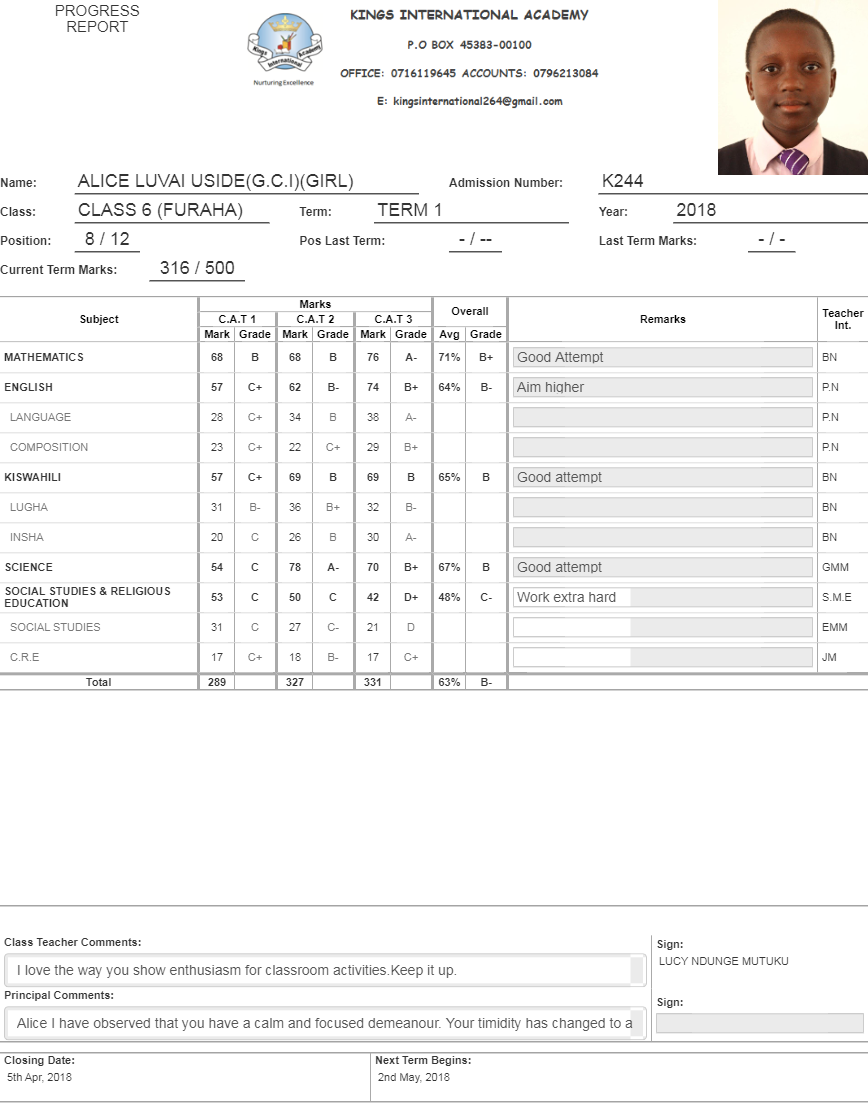 PROGRESS
REPORT
KINGS INTERNATIONAL ACADEMY
P.O BOX 45383-00100
OFFICE: 0716119645 ACCOUNTS: 0796213084
E: kingsinternational264@gmail.com
Kings International Academy
Nurturing Excellence
Name: ALICE LUVAI USIDE(G.C.I)(GIRL) Admission Number: K244
Class: CLASS 6 (FURAHA) Term: TERM 1 Year: 2018
Position: 8 / 12 Pos Last Term: - / -- Last Term Marks: - / -
Current Term Marks: 316 / 500
Subject Marks Overall Remarks Teacher Int.
C.A.T 1 C.A.T 2 C.A.T 3
Mark Grade Mark Grade Mark Grade Avg Grade
MATHEMATICS 68 B 68 B 76 A- 71% B+ Good Attempt BN
ENGLISH 57 C+ 62 B- 74 B+ 64% B- Aim higher P.N
LANGUAGE 28 C+ 34 B 38 A- P.N
COMPOSITION 23 C+ 22 C+ 29 B+ P.N
KISWAHILI 57 C+ 69 B 69 B 65% B Good attempt BN
LUGHA 31 B- 36 B+ 32 B- BN
INSHA 20 C 26 B 30 A- BN
SCIENCE 54 C 78 A- 70 B+ 67% B Good attempt GMM
SOCIAL STUDIES & RELIGIOUS EDUCATION 53 C 50 C 42 D+ 48% C- Work extra hard S.M.E
SOCIAL STUDIES 31 C 27 C- 21 D EMM
C.R.E 17 C+ 18 B- 17 C+ JM
Total 289 327 331 63% B-
Class Teacher Comments: Sign:
I love the way you show enthusiasm for classroom activities.Keep it up. LUCY NDUNGE MUTUKU
Principal Comments: Sign:
Alice I have observed that you have a calm and focused demeanour. Your timidity has changed to a
Closing Date: Next Term Begins:
5th Apr, 2018 2nd May, 2018